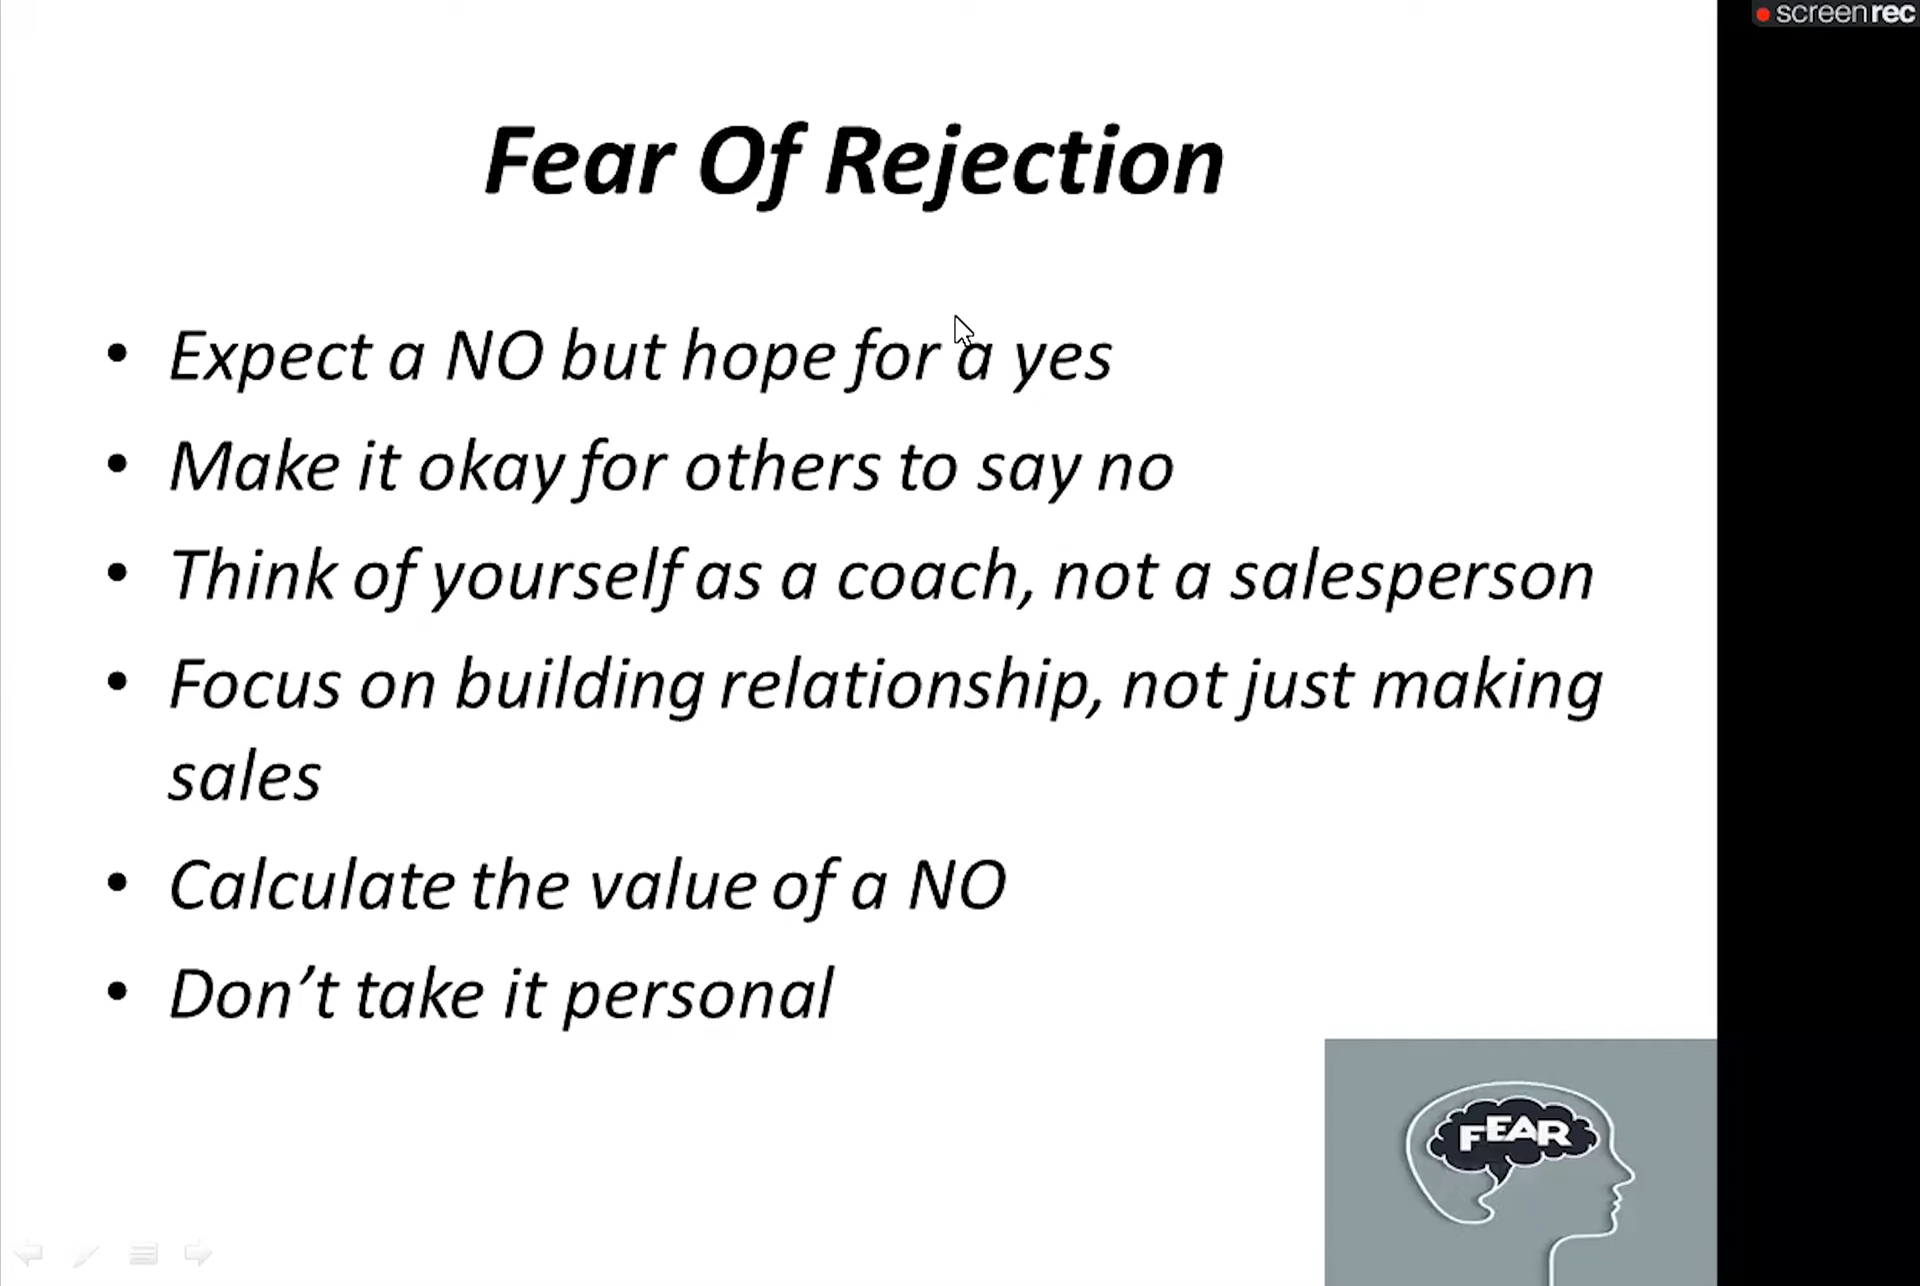 screenrec
Fear Of Rejection
• Expect a NO but hope for a yes
• Make it okay for others to say no
• Think of yourself as a coach, not a salesperson
• Focus on building relationship, not just making
sales
• Calculate the value of a NO
• Don’t take it personal
FEAR